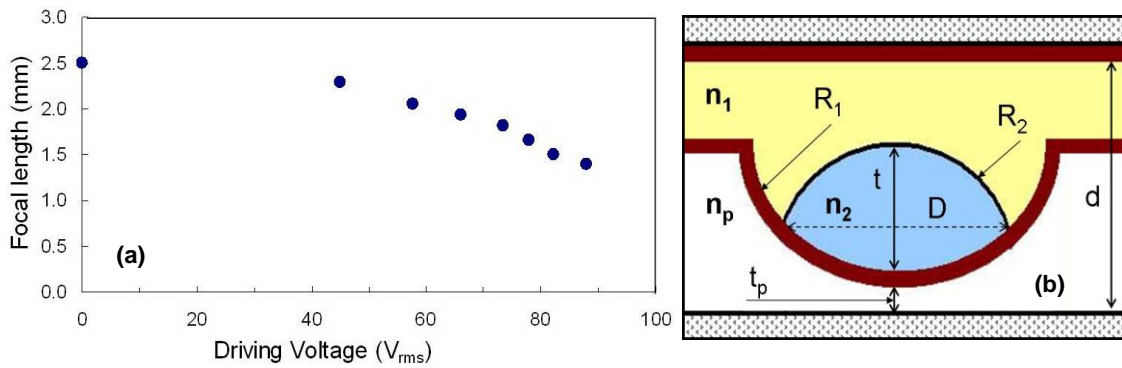 3.0
2.5
2.0
1.5
1.0
0.5
0.0
Focal length (mm)
(a)
0 20 40 60 80 100
Driving Voltage (Vrms)
n1
R1
R2
t
d
np
n2
D
tp
(b)